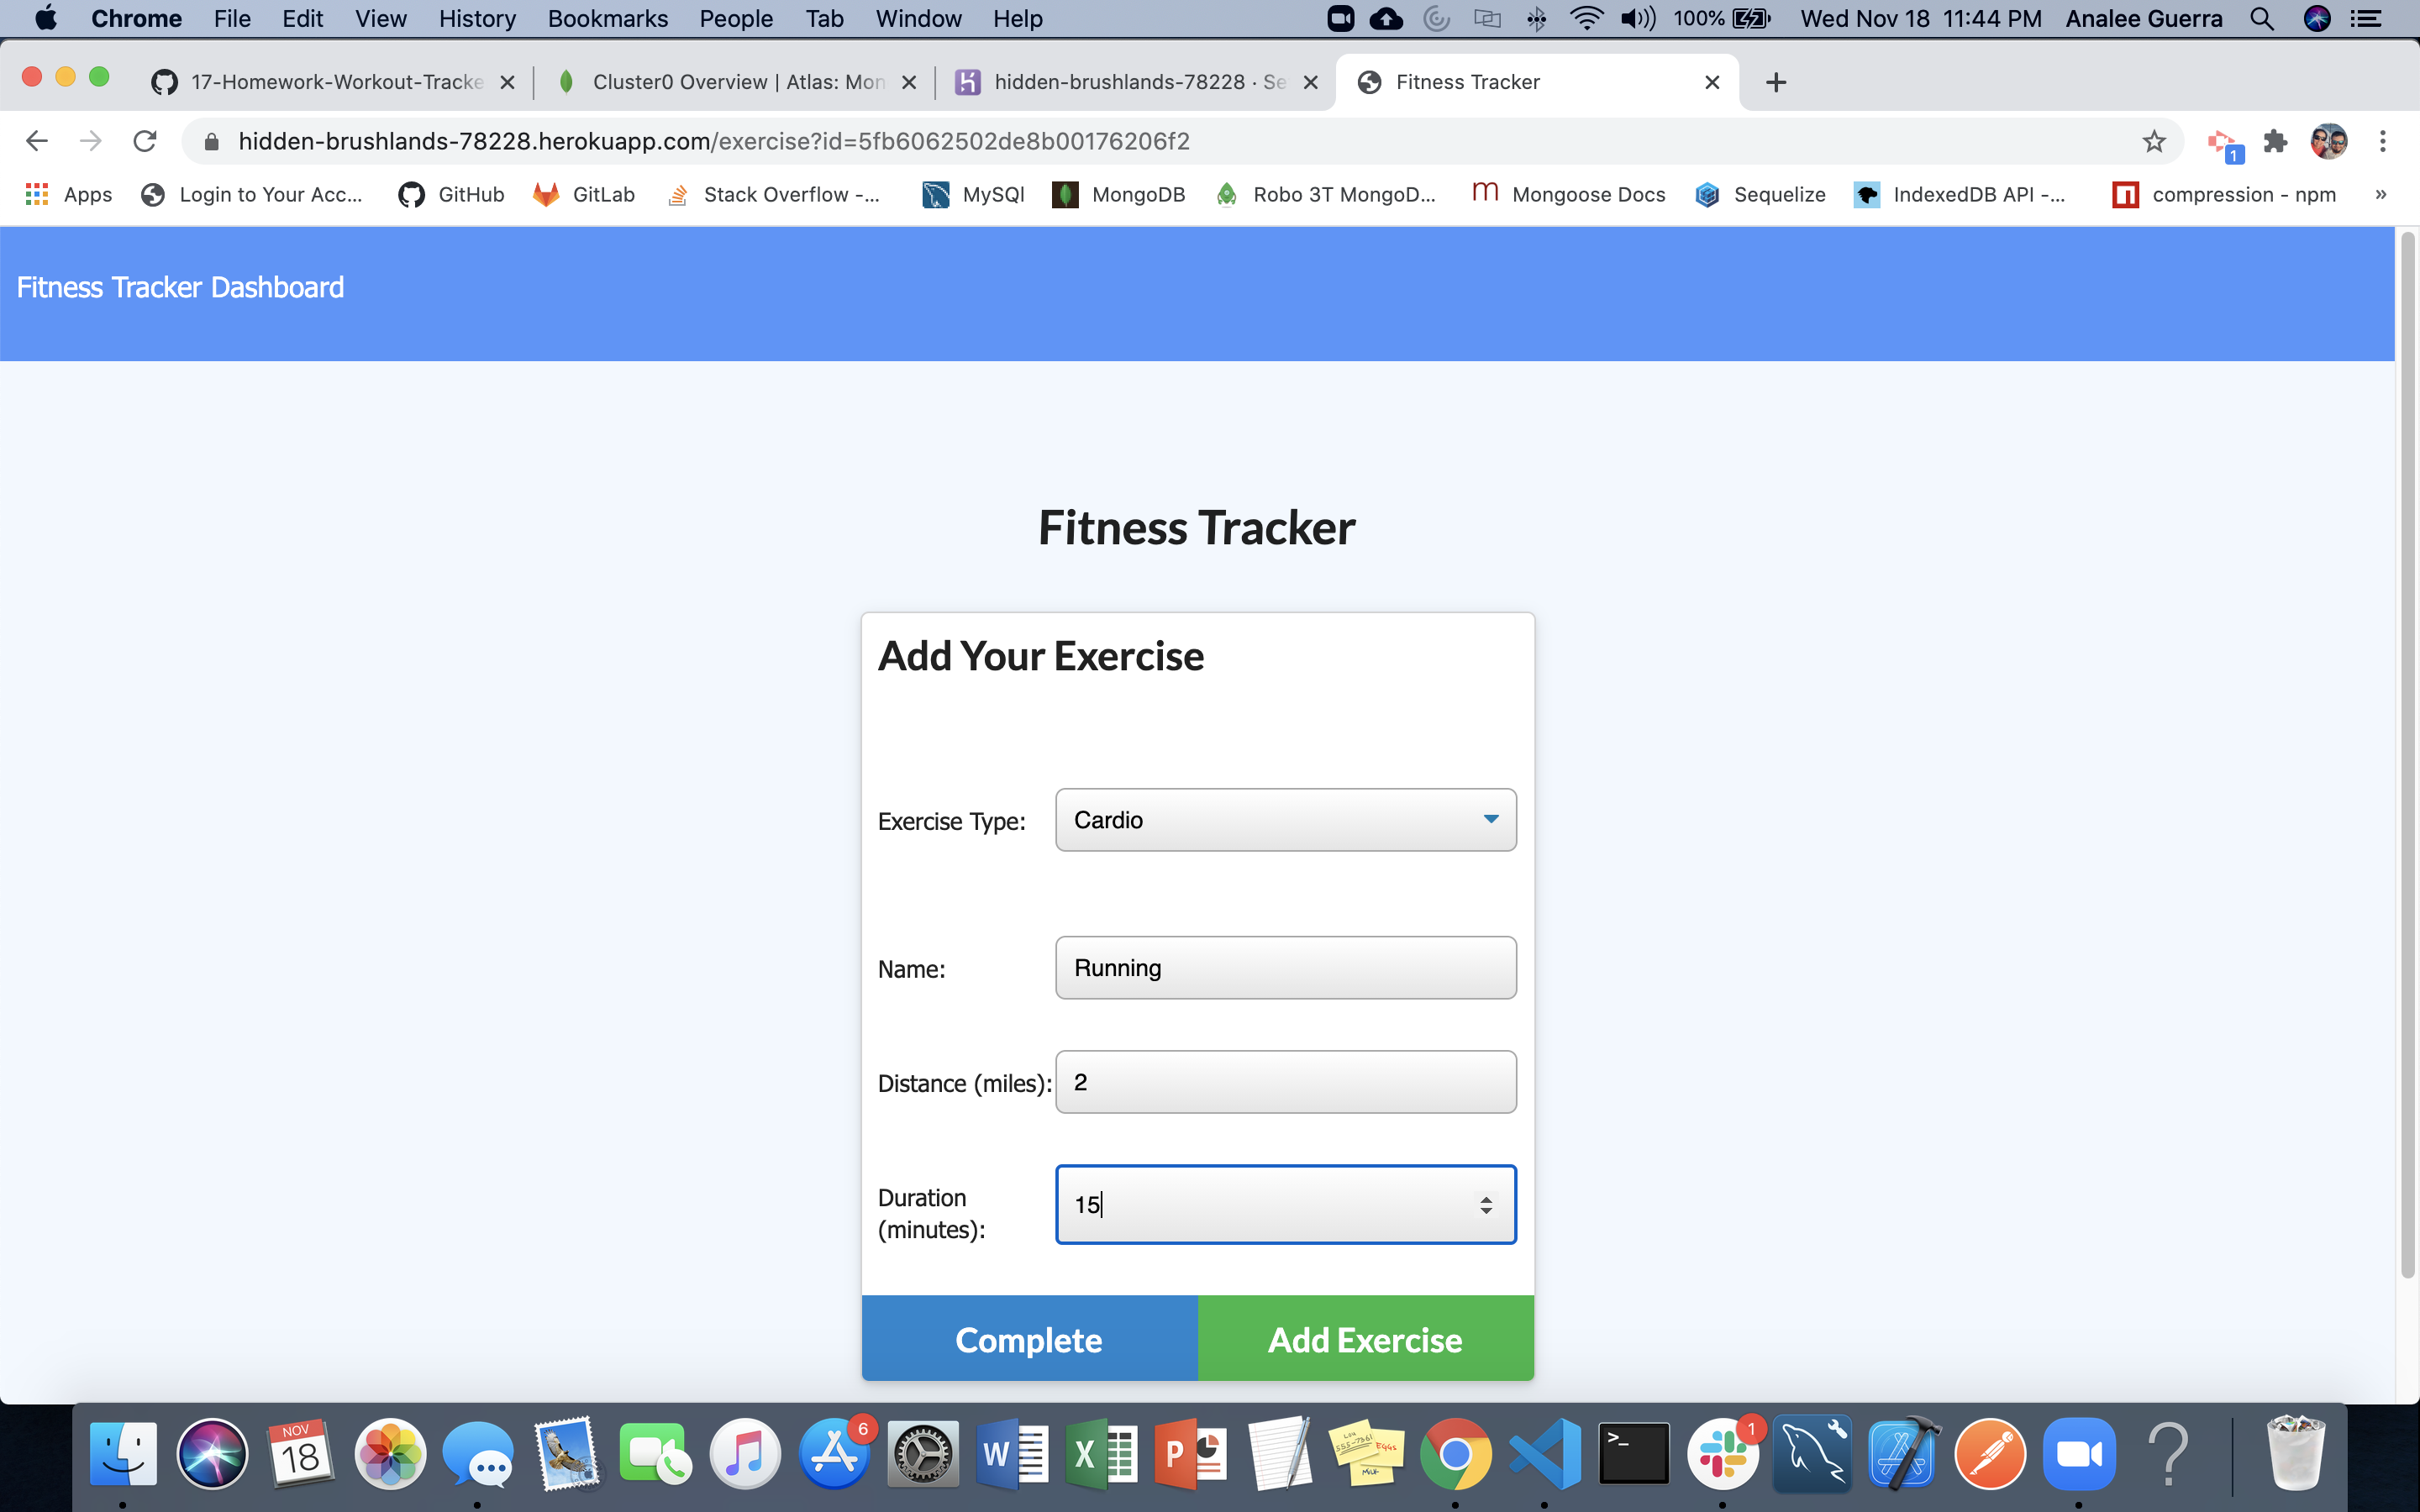 Chrome File Edit View History Bookmarks People Tab Window Help 100% Wed Nov 18 11:44 PM Analee Guerra
17-Homework-Workout-Tracke Cluster0 Overview | Atlas: Mon hidden-brushlands-78228 · Se Fitness Tracker
hidden-brushlands-78228.herokuapp.com/exercise?id=5fb6062502de8b00176206f2 1
Apps Login to Your Acc... GitHub GitLab Stack Overflow -... MySQl MongoDB Robo 3T MongoD... m Mongoose Docs Sequelize IndexedDB API -... compression - npm »
Fitness Tracker Dashboard
Fitness Tracker
Add Your Exercise
Exercise Type: Cardio
Name: Running
Distance (miles): 2
Duration (minutes): 15
Complete Add Exercise
NOV 18 6 W X P >_ 1 ?